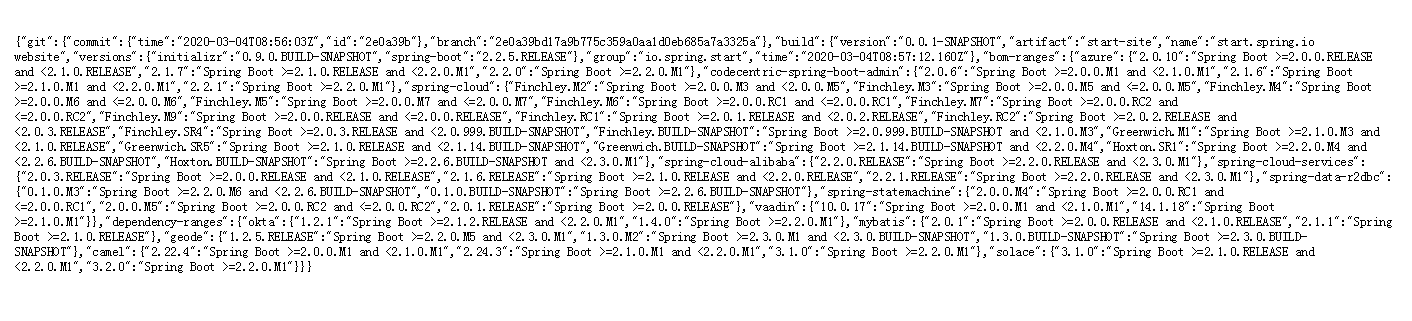 {"git":{"commit":{"time":"2020-03-04T08:56:03Z","id":"2e0a39b"},"branch":"2e0a39bd17a9b775c359a0aa1d0eb685a7a3325a"},"build":{"version":"0.0.1-SNAPSHOT","artifact":"start-site","name":"start.spring.io
website","versions":{"initializr":"0.9.0.BUILD-SNAPSHOT","spring-boot":"2.2.5.RELEASE"},"group":"io.spring.start","time":"2020-03-04T08:57:12.160Z"},"bom-ranges":{"azure":{"2.0.10":"Spring Boot >=2.0.0.RELEASE
and <2.1.0.RELEASE","2.1.7":"Spring Boot >=2.1.0.RELEASE and <2.2.0.M1","2.2.0":"Spring Boot >=2.2.0.M1"},"codecentric-spring-boot-admin":{"2.0.6":"Spring Boot >=2.0.0.M1 and <2.1.0.M1","2.1.6":"Spring Boot
>=2.1.0.M1 and <2.2.0.M1","2.2.1":"Spring Boot >=2.2.0.M1"},"spring-cloud":{"Finchley.M2":"Spring Boot >=2.0.0.M3 and <2.0.0.M5","Finchley.M3":"Spring Boot >=2.0.0.M5 and <=2.0.0.M5","Finchley.M4":"Spring Boot
>=2.0.0.M6 and <=2.0.0.M6","Finchley.M5":"Spring Boot >=2.0.0.M7 and <=2.0.0.M7","Finchley.M6":"Spring Boot >=2.0.0.RC1 and <=2.0.0.RC1","Finchley.M7":"Spring Boot >=2.0.0.RC2 and
<=2.0.0.RC2","Finchley.M9":"Spring Boot >=2.0.0.RELEASE and <=2.0.0.RELEASE","Finchley.RC1":"Spring Boot >=2.0.1.RELEASE and <2.0.2.RELEASE","Finchley.RC2":"Spring Boot >=2.0.2.RELEASE and
<2.0.3.RELEASE","Finchley.SR4":"Spring Boot >=2.0.3.RELEASE and <2.0.999.BUILD-SNAPSHOT","Finchley.BUILD-SNAPSHOT":"Spring Boot >=2.0.999.BUILD-SNAPSHOT and <2.1.0.M3","Greenwich.M1":"Spring Boot >=2.1.0.M3 and
<2.1.0.RELEASE","Greenwich.SR5":"Spring Boot >=2.1.0.RELEASE and <2.1.14.BUILD-SNAPSHOT","Greenwich.BUILD-SNAPSHOT":"Spring Boot >=2.1.14.BUILD-SNAPSHOT and <2.2.0.M4","Hoxton.SR1":"Spring Boot >=2.2.0.M4 and
<2.2.6.BUILD-SNAPSHOT","Hoxton.BUILD-SNAPSHOT":"Spring Boot >=2.2.6.BUILD-SNAPSHOT and <2.3.0.M1"},"spring-cloud-alibaba":{"2.2.0.RELEASE":"Spring Boot >=2.2.0.RELEASE and <2.3.0.M1"},"spring-cloud-services":
{"2.0.3.RELEASE":"Spring Boot >=2.0.0.RELEASE and <2.1.0.RELEASE","2.1.6.RELEASE":"Spring Boot >=2.1.0.RELEASE and <2.2.0.RELEASE","2.2.1.RELEASE":"Spring Boot >=2.2.0.RELEASE and <2.3.0.M1"},"spring-data-r2dbc":
{"0.1.0.M3":"Spring Boot >=2.2.0.M6 and <2.2.6.BUILD-SNAPSHOT","0.1.0.BUILD-SNAPSHOT":"Spring Boot >=2.2.6.BUILD-SNAPSHOT"},"spring-statemachine":{"2.0.0.M4":"Spring Boot >=2.0.0.RC1 and
<=2.0.0.RC1","2.0.0.M5":"Spring Boot >=2.0.0.RC2 and <=2.0.0.RC2","2.0.1.RELEASE":"Spring Boot >=2.0.0.RELEASE"},"vaadin":{"10.0.17":"Spring Boot >=2.0.0.M1 and <2.1.0.M1","14.1.18":"Spring Boot
>=2.1.0.M1"}},"dependency-ranges":{"okta":{"1.2.1":"Spring Boot >=2.1.2.RELEASE and <2.2.0.M1","1.4.0":"Spring Boot >=2.2.0.M1"},"mybatis":{"2.0.1":"Spring Boot >=2.0.0.RELEASE and <2.1.0.RELEASE","2.1.1":"Spring
Boot >=2.1.0.RELEASE"},"geode":{"1.2.5.RELEASE":"Spring Boot >=2.2.0.M5 and <2.3.0.M1","1.3.0.M2":"Spring Boot >=2.3.0.M1 and <2.3.0.BUILD-SNAPSHOT","1.3.0.BUILD-SNAPSHOT":"Spring Boot >=2.3.0.BUILD-
SNAPSHOT"},"camel":{"2.22.4":"Spring Boot >=2.0.0.M1 and <2.1.0.M1","2.24.3":"Spring Boot >=2.1.0.M1 and <2.2.0.M1","3.1.0":"Spring Boot >=2.2.0.M1"},"solace":{"3.1.0":"Spring Boot >=2.1.0.RELEASE and
<2.2.0.M1","3.2.0":"Spring Boot >=2.2.0.M1"}}}